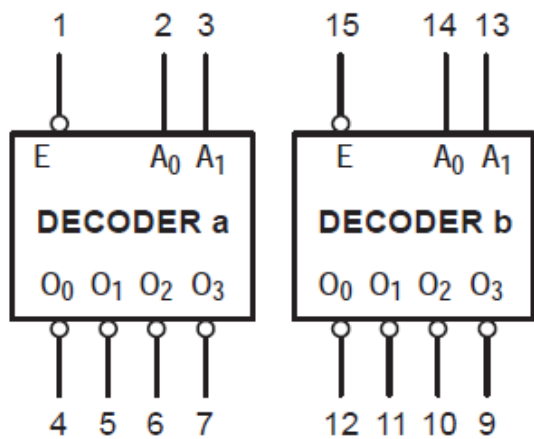 1 2 3 15 14 13
E A₀ A₁ E A₀ A₁
DECODER a DECODER b
O₀ O₁ O₂ O₃ O₀ O₁ O₂ O₃
4 5 6 7 12 11 10 9